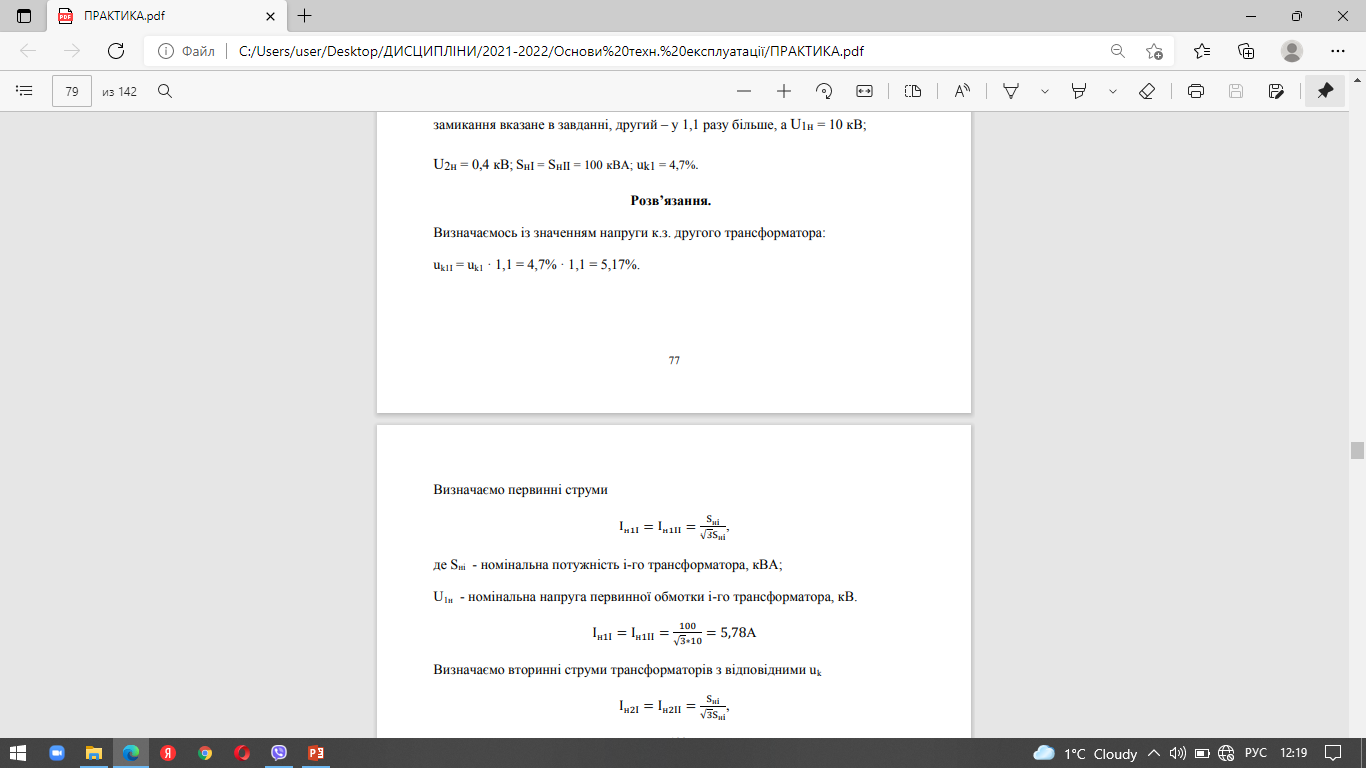 ПРАКТИКА.pdf
Файл
C:/Users/user/Desktop/ДИСЦИПЛІНИ/2021-2022/Основи%20техн.%20експлуатації/ПРАКТИКА.pdf
79 из 142
замикання вказане в завданні, другий – у 1,1 разу більше, а U1н = 10 кВ;
U2н = 0,4 кВ; SнI = SнII = 100 кВА; uk1 = 4,7%.
Розв’язання.
Визначаємось із значенням напруги к.з. другого трансформатора:
ukII = uk1 · 1,1 = 4,7% · 1,1 = 5,17%.
77
Визначаємо первинні струми
Iн1I = Iн1II = Sні / √3Sні,
де Sні - номінальна потужність і-го трансформатора, кВА;
U1н - номінальна напруга первинної обмотки і-го трансформатора, кВ.
Iн1I = Iн1II = 100 / √3*10 = 5,78А
Визначаємо вторинні струми трансформаторів з відповідними uk
Iн2I = Iн2II = Sні / √3Sні,
1°C Cloudy
РУС
12:19